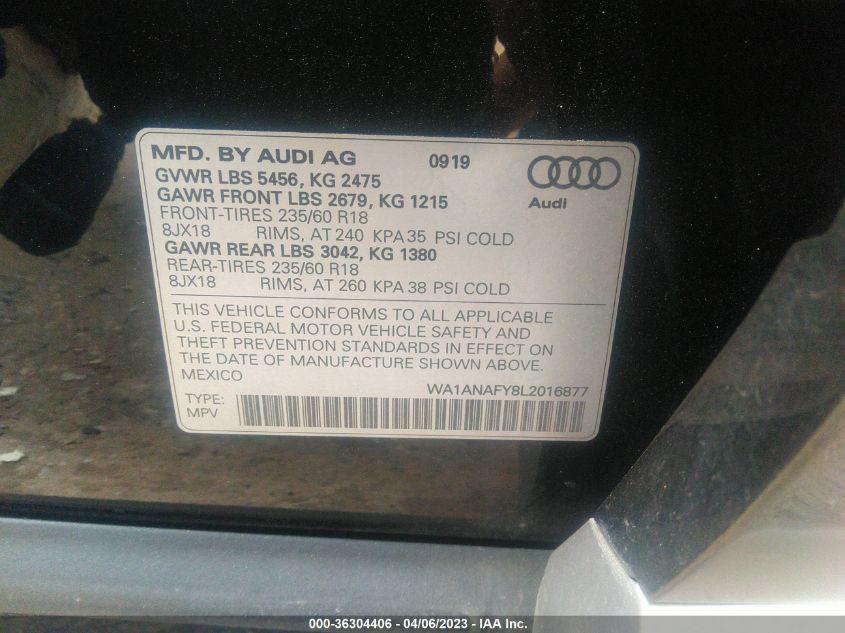 MFD. BY AUDI AG 0919
GVWR LBS 5456, KG 2475
GAWR FRONT LBS 2679, KG 1215
Audi
FRONT-TIRES 235/60 R18
8JX18 RIMS, AT 240 KPA 35 PSI COLD
GAWR REAR LBS 3042, KG 1380
REAR-TIRES 235/60 R18
8JX18 RIMS, AT 260 KPA 38 PSI COLD
THIS VEHICLE CONFORMS TO ALL APPLICABLE
U.S. FEDERAL MOTOR VEHICLE SAFETY AND
THEFT PREVENTION STANDARDS IN EFFECT ON
THE DATE OF MANUFACTURE SHOWN ABOVE.
MEXICO
WA1ANAFY8L2016877
TYPE:
MPV
000-36304406 - 04/06/2023 - IAA Inc.